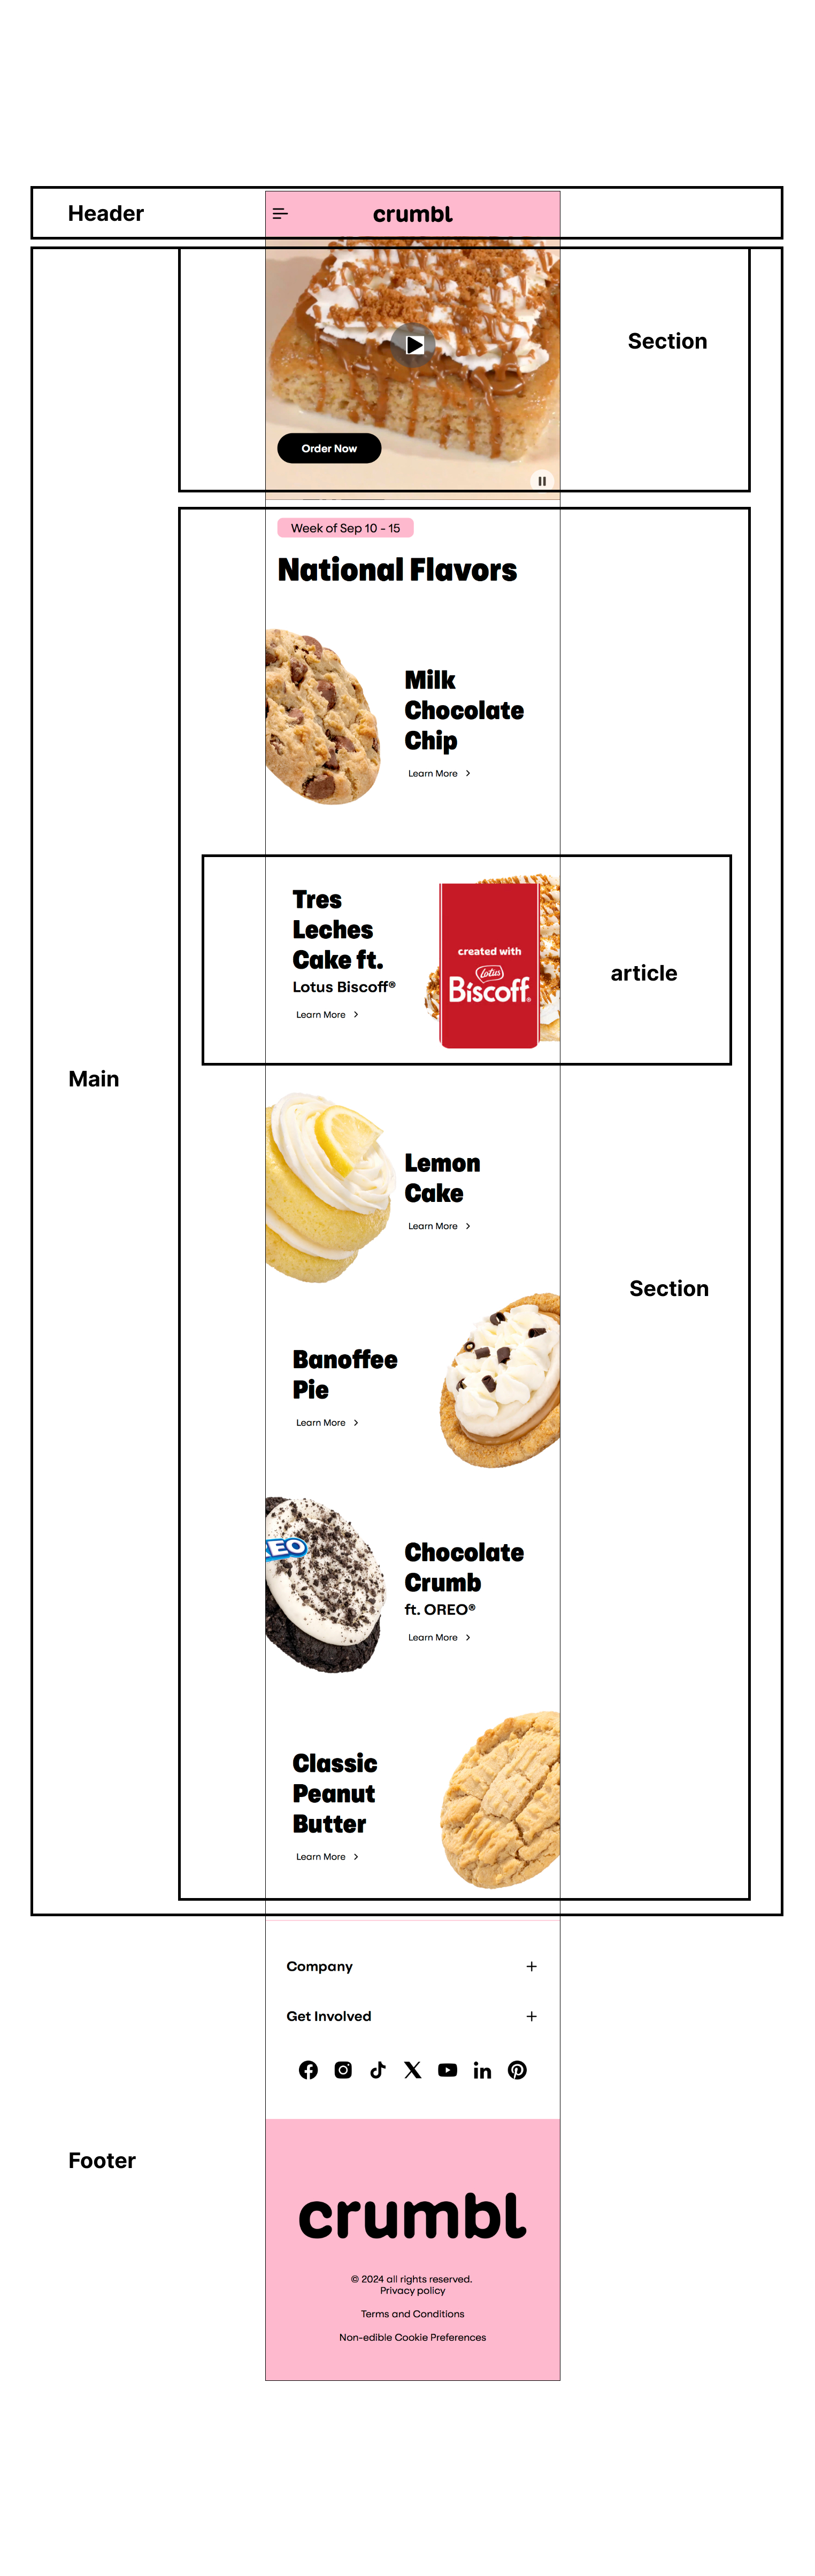 Header
crumbl
Section
Order Now
Week of Sep 10 - 15
National Flavors
Milk
Chocolate
Chip
Learn More
Tres
Leches
Cake ft.
Lotus Biscoff®
Learn More
created with
Lotus
Biscoff®
article
Main
Lemon
Cake
Learn More
Section
Banoffee
Pie
Learn More
EO
Chocolate
Crumb
ft. OREO®
Learn More
Classic
Peanut
Butter
Learn More
Company
Get Involved
Footer
crumbl
© 2024 all rights reserved.
Privacy policy
Terms and Conditions
Non-edible Cookie Preferences